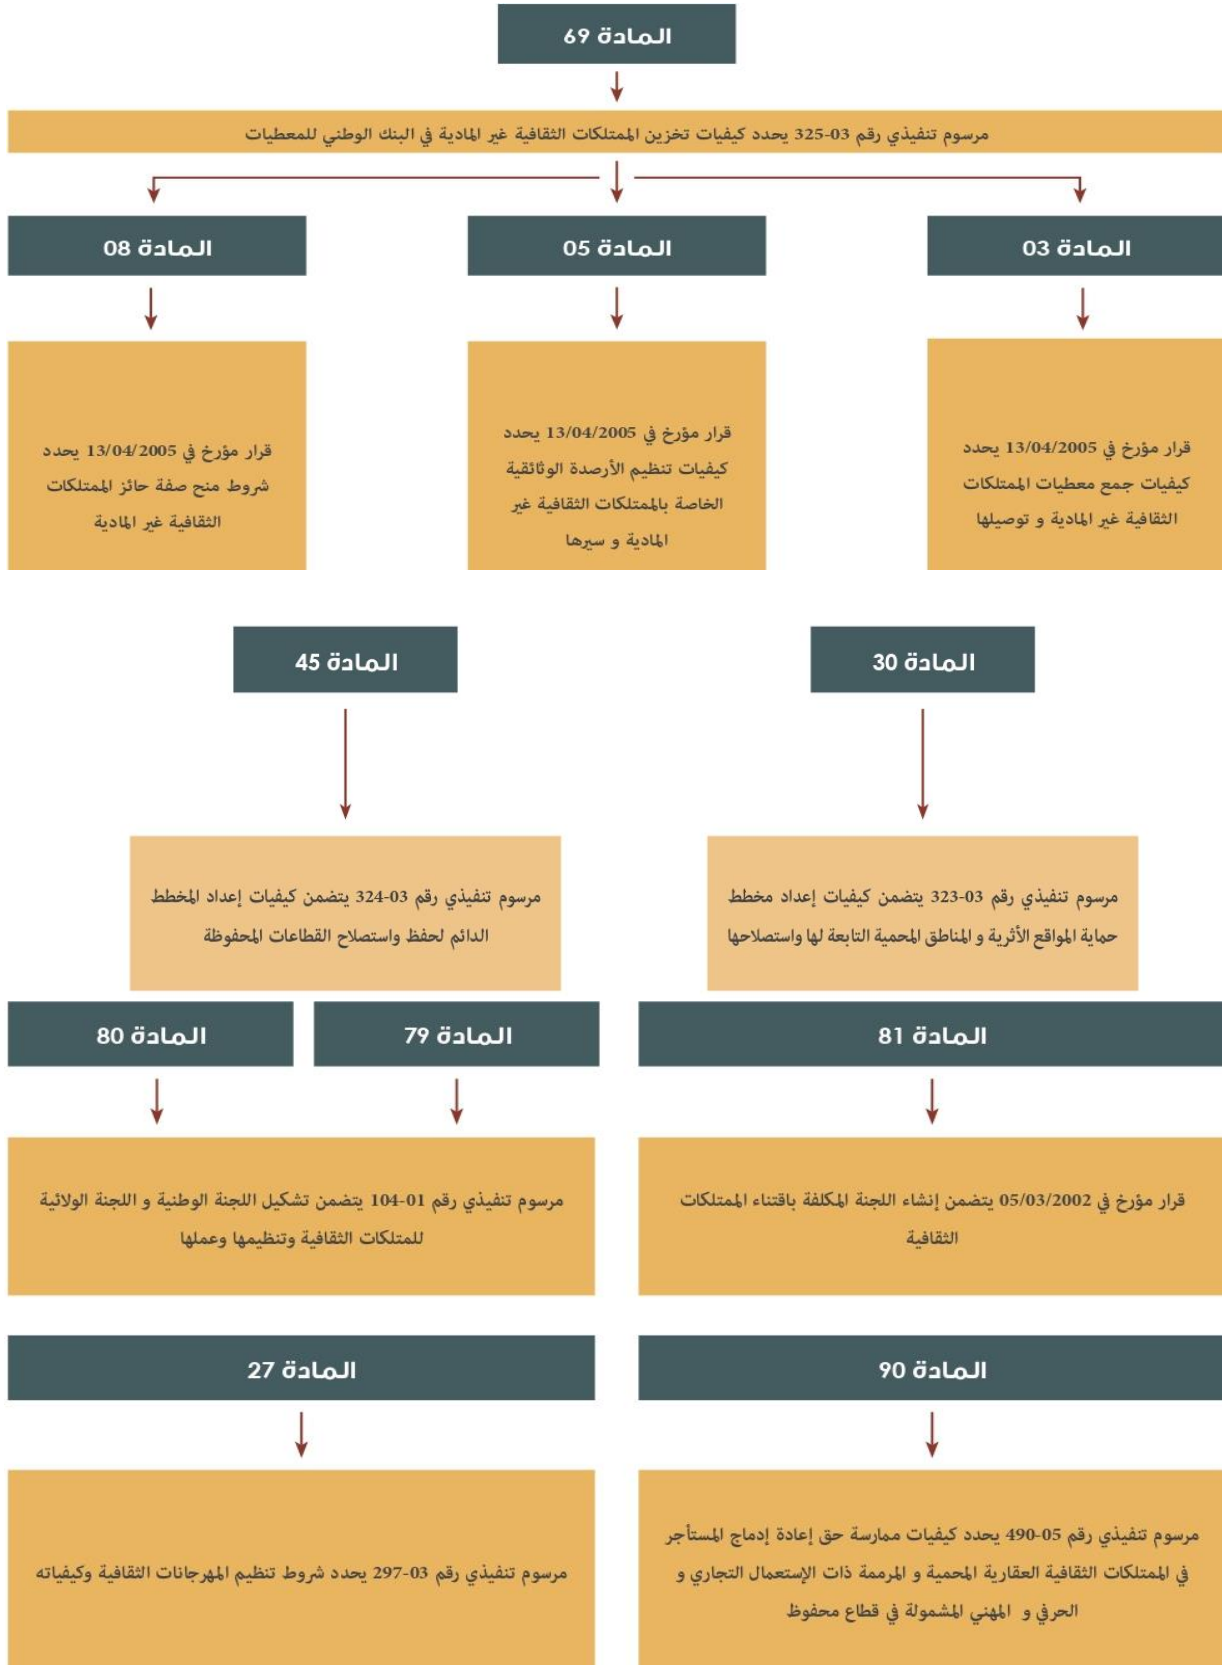 المادة 69
مرسوم تنفيذي رقم 03-325 يحدد كيفيات تخزين الممتلكات الثقافية غير المادية في البنك الوطني للمعطيات
المادة 03
المادة 05
المادة 08
قرار مؤرخ في 13/04/2005 يحدد
كيفيات جمع معطيات الممتلكات
الثقافية غير المادية و توصيلها
قرار مؤرخ في 13/04/2005 يحدد
كيفيات تنظيم الأرصدة الوثائقية
الخاصة بالممتلكات الثقافية غير
المادية و سيرها
قرار مؤرخ في 13/04/2005 يحدد
شروط منح صفة حائز الممتلكات
الثقافية غير المادية
المادة 30
المادة 45
مرسوم تنفيذي رقم 03-323 يتضمن كيفيات إعداد مخطط
حماية المواقع الأثرية و المناطق المحمية التابعة لها واستصلاحها
مرسوم تنفيذي رقم 03-324 يتضمن كيفيات إعداد المخطط
الدائم لحفظ واستصلاح القطاعات المحفوظة
المادة 81
المادة 79
المادة 80
قرار مؤرخ في 05/03/2002 يتضمن إنشاء اللجنة المكلفة باقتناء الممتلكات
الثقافية
مرسوم تنفيذي رقم 01-104 يتضمن تشكيل اللجنة الوطنية و اللجنة الولائية
للمتلكات الثقافية وتنظيمها وعملها
المادة 90
المادة 27
مرسوم تنفيذي رقم 05-490 يحدد كيفيات ممارسة حق إعادة إدماج المستأجر
في الممتلكات الثقافية العقارية المحمية و المرممة ذات الإستعمال التجاري و
الحرفي و المهني المشمولة في قطاع محفوظ
مرسوم تنفيذي رقم 03-297 يحدد شروط تنظيم المهرجانات الثقافية وكيفياته